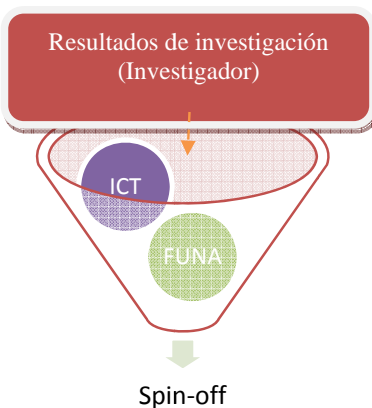 Resultados de investigación
(Investigador)
ICT
FUNA
Spin-off